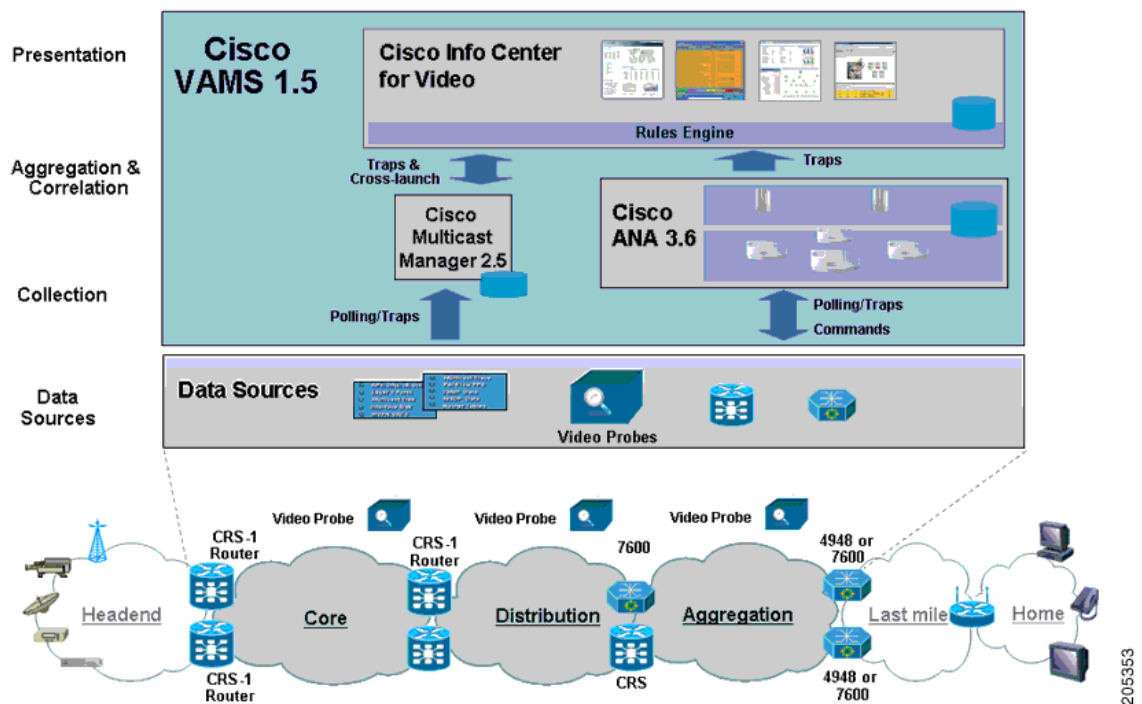 Presentation
Cisco
VAMS 1.5
Cisco Info Center
for Video
Rules Engine
Aggregation &
Correlation
Traps &
Cross-launch
Traps
Cisco
Multicast
Manager 2.5
Cisco
ANA 3.6
Collection
Polling/Traps
Polling/Traps
Commands
Data
Sources
Data Sources
Video Probes
Video Probe
Video Probe
Video Probe
CRS-1
Router
CRS-1
Router
7600
4948 or
7600
Headend
Core
Distribution
Aggregation
Last mile
Home
CRS-1
Router
CRS
4948 or
7600
205353